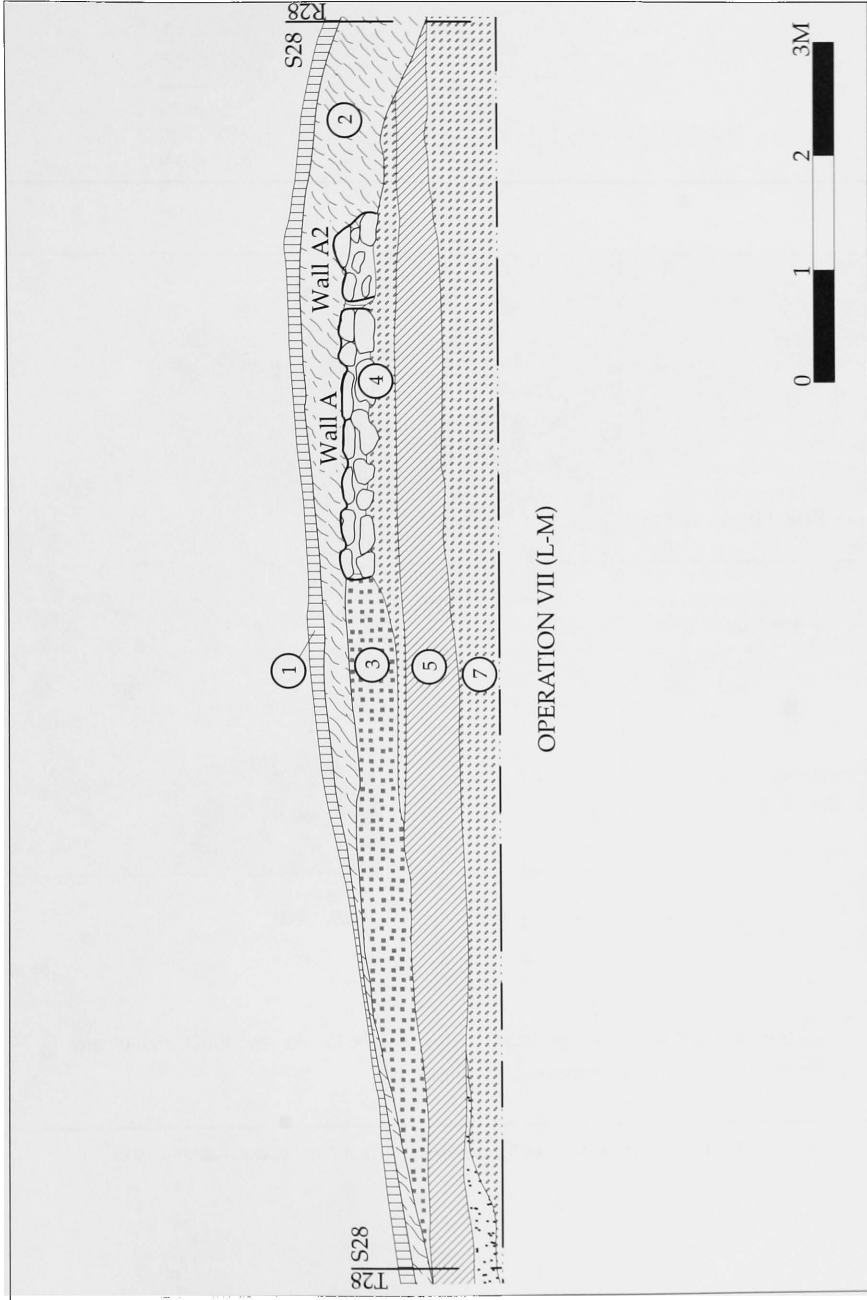 T28 S28
S28 R28
Wall A
Wall A2
1
2
3
4
5
7
OPERATION VII (L-M)
0 1 2 3M